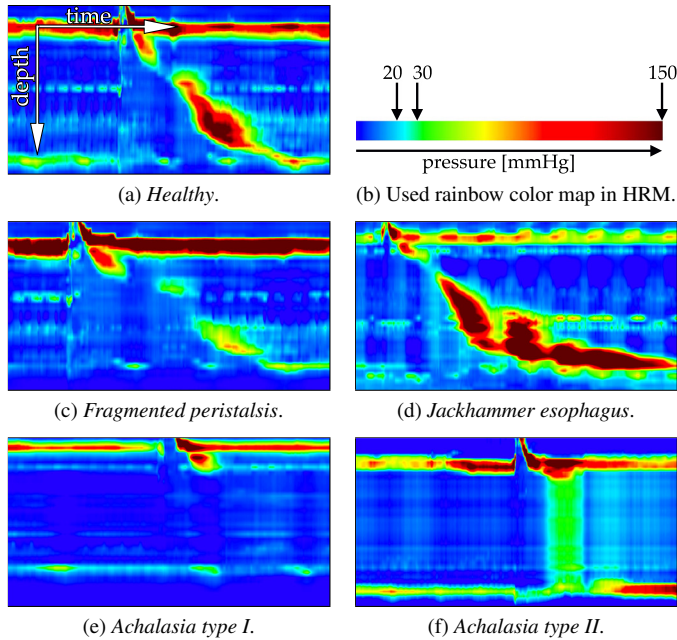 time
depth
20 30 150
pressure [mmHg]
(a) Healthy.
(b) Used rainbow color map in HRM.
(c) Fragmented peristalsis.
(d) Jackhammer esophagus.
(e) Achalasia type I.
(f) Achalasia type II.